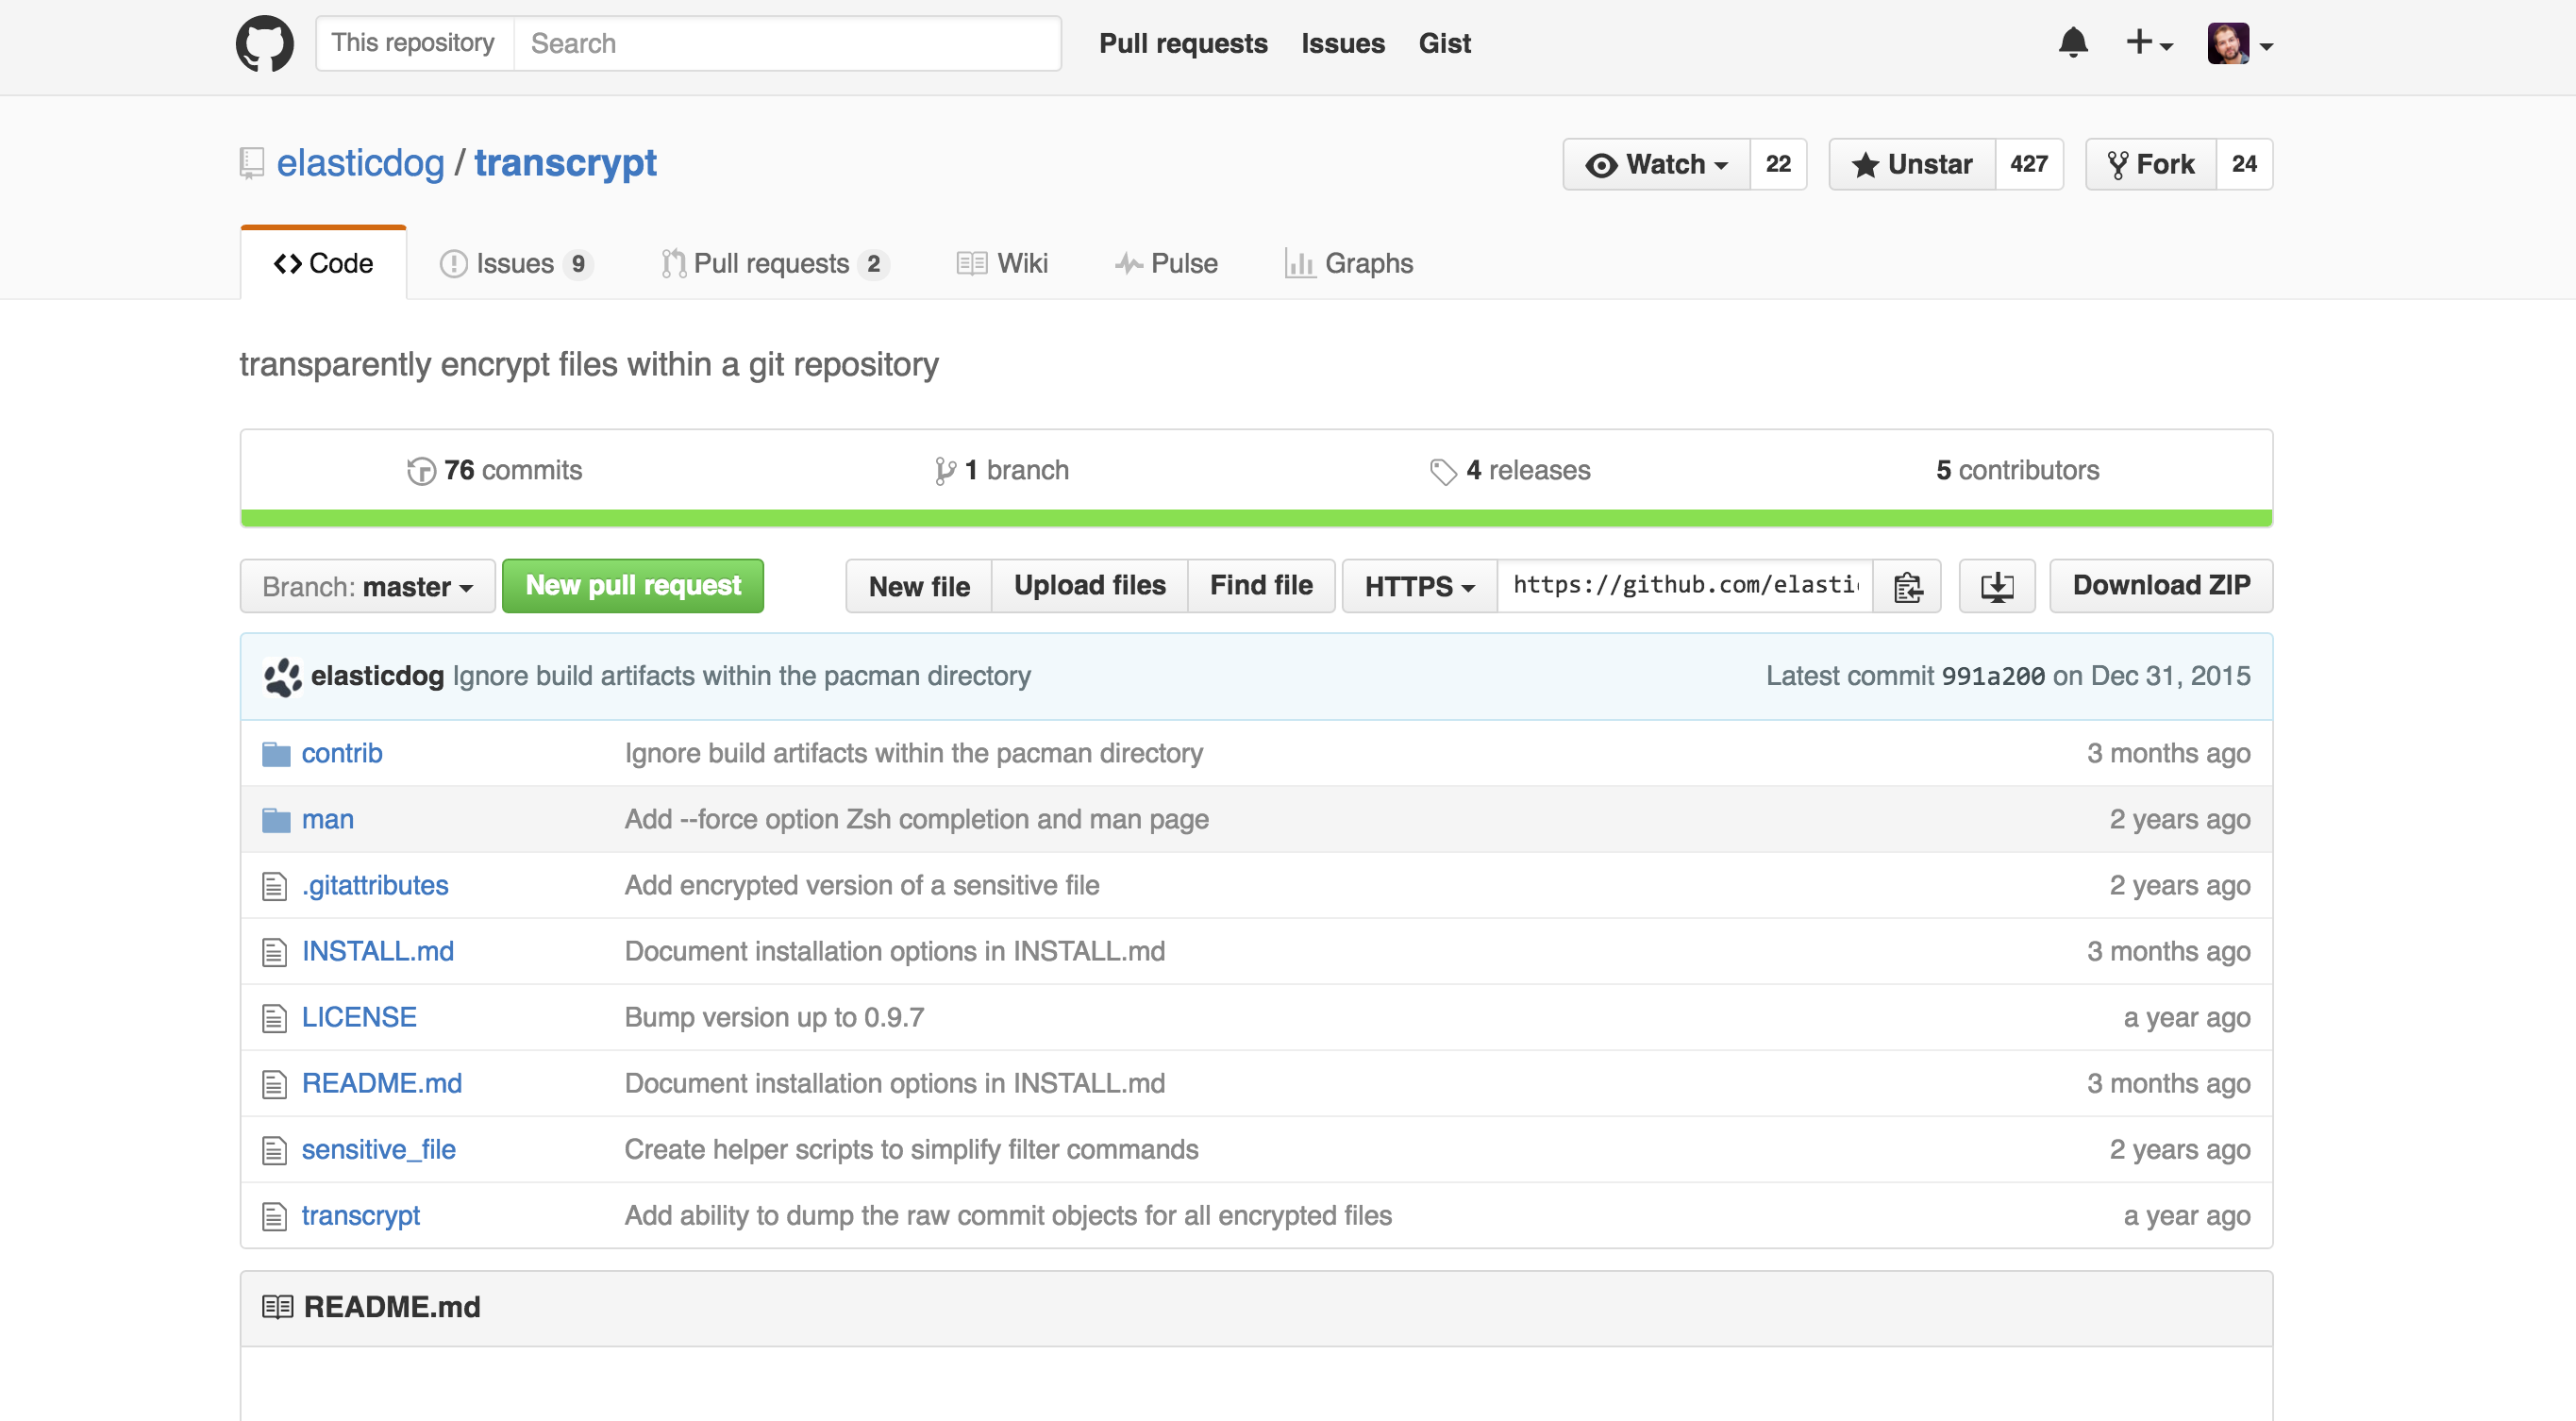 This repository Search Pull requests Issues Gist
elasticdog / transcrypt Watch 22 Unstar 427 Fork 24
Code Issues 9 Pull requests 2 Wiki Pulse Graphs
transparently encrypt files within a git repository
76 commits 1 branch 4 releases 5 contributors
Branch: master New pull request New file Upload files Find file HTTPS https://github.com/elasti Download ZIP
elasticdog Ignore build artifacts within the pacman directory Latest commit 991a200 on Dec 31, 2015
contrib Ignore build artifacts within the pacman directory 3 months ago
man Add --force option Zsh completion and man page 2 years ago
.gitattributes Add encrypted version of a sensitive file 2 years ago
INSTALL.md Document installation options in INSTALL.md 3 months ago
LICENSE Bump version up to 0.9.7 a year ago
README.md Document installation options in INSTALL.md 3 months ago
sensitive_file Create helper scripts to simplify filter commands 2 years ago
transcrypt Add ability to dump the raw commit objects for all encrypted files a year ago
README.md